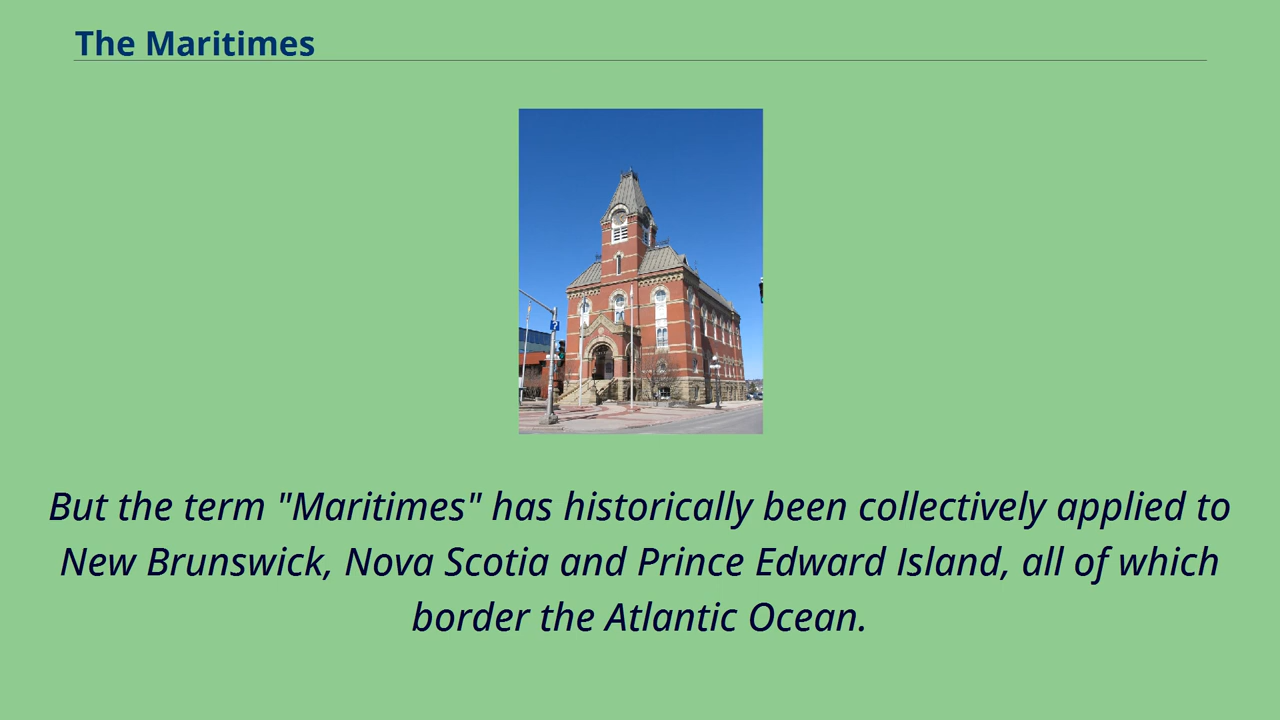 The Maritimes
But the term "Maritimes" has historically been collectively applied to
New Brunswick, Nova Scotia and Prince Edward Island, all of which
border the Atlantic Ocean.